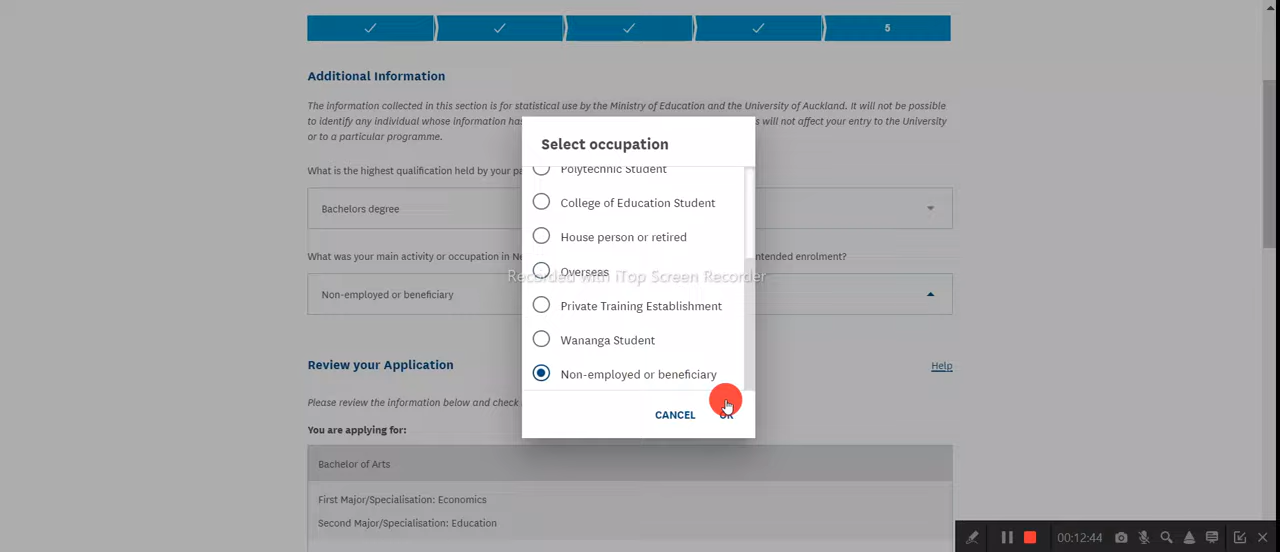 5
Additional Information
The information collected in this section is for statistical use by the Ministry of Education and the University of Auckland. It will not be possible
to identify any individual whose information has
s will not affect your entry to the University
or to a particular programme.
What is the highest qualification held by your pa
Bachelors degree
What was your main activity or occupation in Ne
ntended enrolment?
Non-employed or beneficiary
Select occupation
Polytechnic Student
College of Education Student
House person or retired
Overseas
Recorded with iTop Screen Recorder
Private Training Establishment
Wananga Student
Non-employed or beneficiary
CANCEL
OK
Review your Application
Help
Please review the information below and check
You are applying for:
Bachelor of Arts
First Major/Specialisation: Economics
Second Major/Specialisation: Education
00:12:44